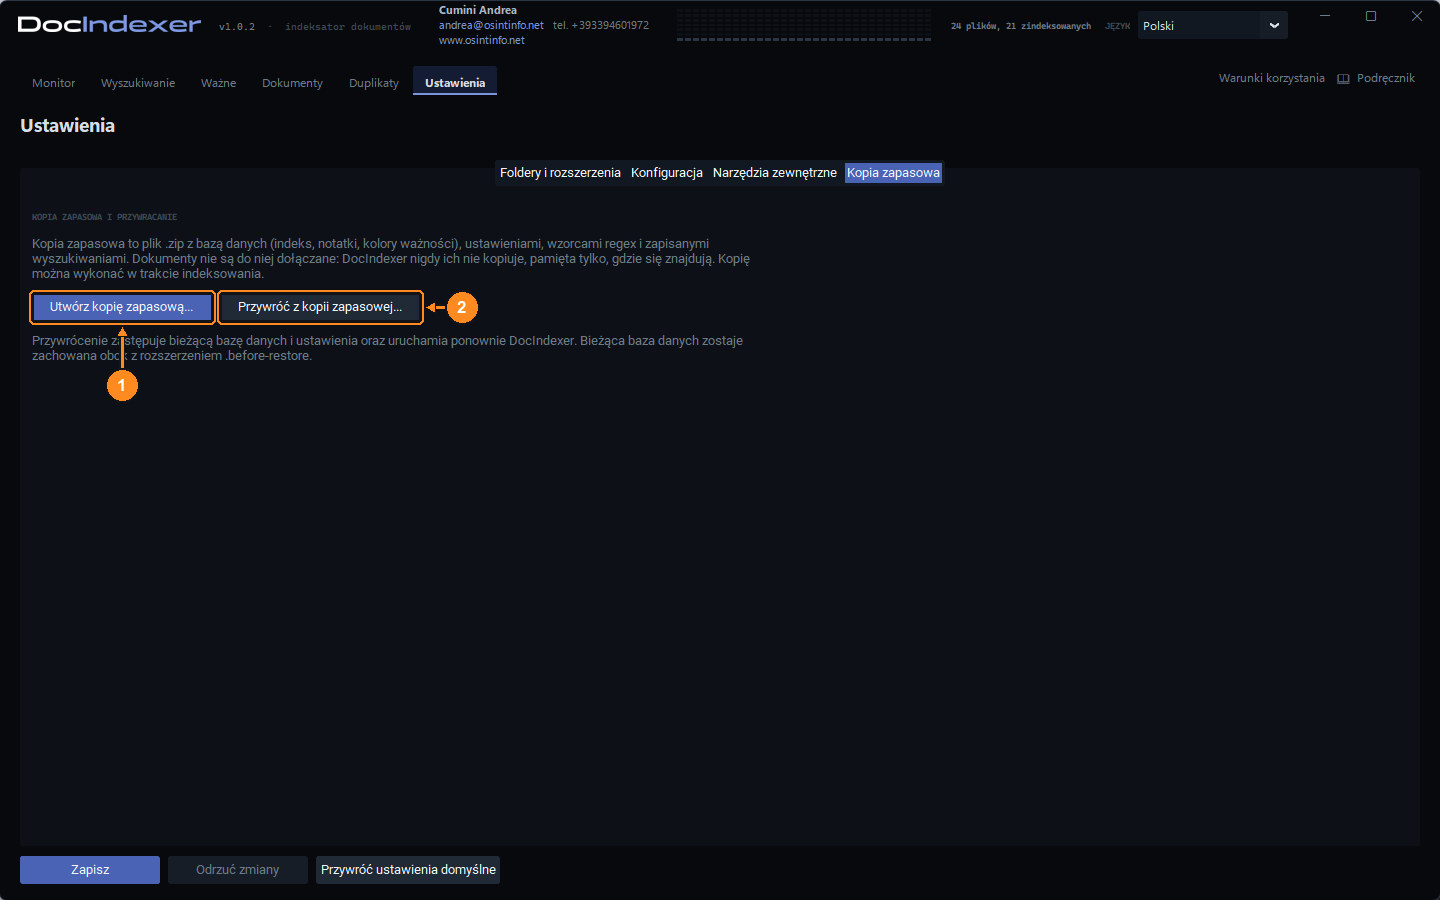 DocIndexer v1.0.2 · indeksator dokumentów
Cumini Andrea
andrea@osintinfo.net tel. +393394601972
www.osintinfo.net
24 plików, 21 zindeksowanych JĘZYK Polski
Monitor Wyszukiwanie Ważne Dokumenty Duplikaty Ustawienia
Warunki korzystania Podręcznik
Ustawienia
Foldery i rozszerzenia Konfiguracja Narzędzia zewnętrzne Kopia zapasowa
KOPIA ZAPASOWA I PRZYWRACANIE
Kopia zapasowa to plik .zip z bazą danych (indeks, notatki, kolory ważności), ustawieniami, wzorcami regex i zapisanymi
wyszukiwaniami. Dokumenty nie są do niej dołączane: DocIndexer nigdy ich nie kopiuje, pamięta tylko, gdzie się znajdują. Kopię
można wykonać w trakcie indeksowania.
Utwórz kopię zapasową... Przywróć z kopii zapasowej... 2
Przywrócenie zastępuje bieżącą bazę danych i ustawienia oraz uruchamia ponownie DocIndexer. Bieżąca baza danych zostaje
zachowana obok z rozszerzeniem .before-restore.
1
Zapisz Odrzuć zmiany Przywróć ustawienia domyślne